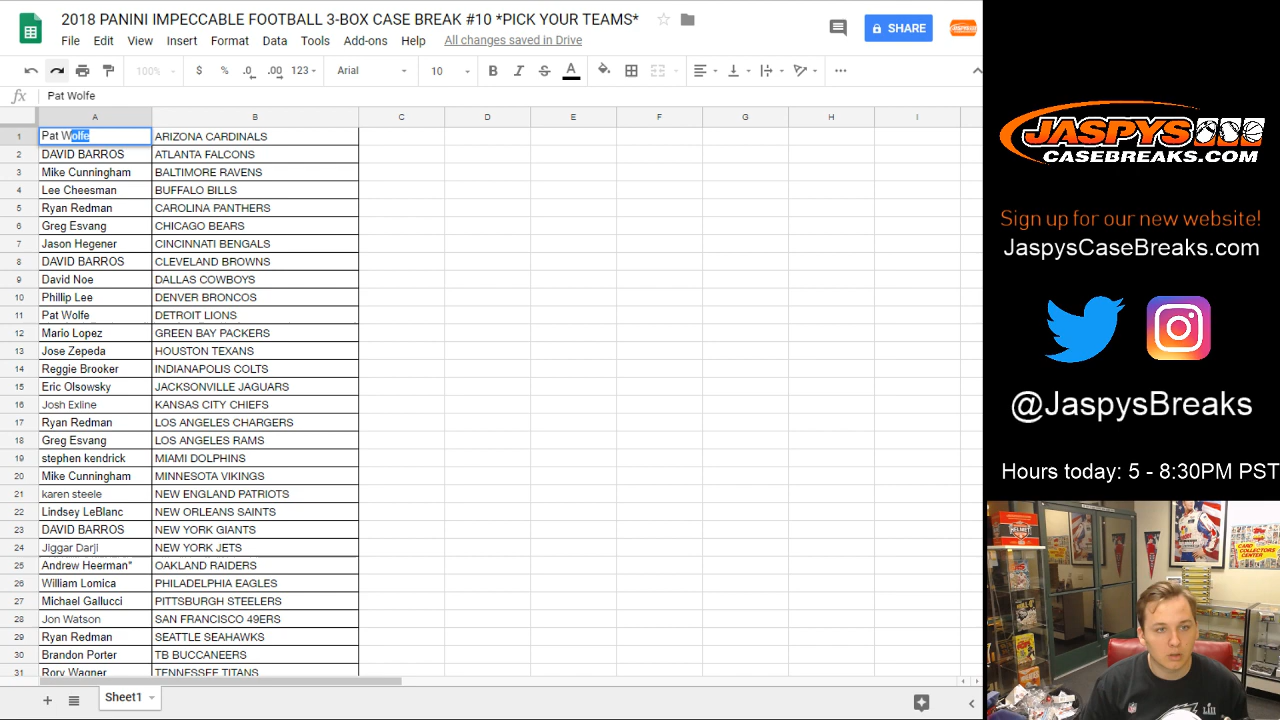 2018 PANINI IMPECCABLE FOOTBALL 3-BOX CASE BREAK #10 *PICK YOUR TEAMS*
File Edit View Insert Format Data Tools Add-ons Help All changes saved in Drive
SHARE
100% $ % .0 .00 123 Arial 10 B I S A
fx Pat Wolfe
A B C D E F G H I
1 Pat Wolfe ARIZONA CARDINALS
2 DAVID BARROS ATLANTA FALCONS
3 Mike Cunningham BALTIMORE RAVENS
4 Lee Cheesman BUFFALO BILLS
5 Ryan Redman CAROLINA PANTHERS
6 Greg Esvang CHICAGO BEARS
7 Jason Hegener CINCINNATI BENGALS
8 DAVID BARROS CLEVELAND BROWNS
9 David Noe DALLAS COWBOYS
10 Phillip Lee DENVER BRONCOS
11 Pat Wolfe DETROIT LIONS
12 Mario Lopez GREEN BAY PACKERS
13 Jose Zepeda HOUSTON TEXANS
14 Reggie Brooker INDIANAPOLIS COLTS
15 Eric Olsowsky JACKSONVILLE JAGUARS
16 Josh Exline KANSAS CITY CHIEFS
17 Ryan Redman LOS ANGELES CHARGERS
18 Greg Esvang LOS ANGELES RAMS
19 stephen kendrick MIAMI DOLPHINS
20 Mike Cunningham MINNESOTA VIKINGS
21 karen steele NEW ENGLAND PATRIOTS
22 Lindsey LeBlanc NEW ORLEANS SAINTS
23 DAVID BARROS NEW YORK GIANTS
24 Jiggar Darji NEW YORK JETS
25 Andrew Heerman" OAKLAND RAIDERS
26 William Lomica PHILADELPHIA EAGLES
27 Michael Gallucci PITTSBURGH STEELERS
28 Jon Watson SAN FRANCISCO 49ERS
29 Ryan Redman SEATTLE SEAHAWKS
30 Brandon Porter TB BUCCANEERS
31 Rory Wagner TENNESSEE TITANS
Sheet1
JASPYS
CASEBREAKS.COM
Sign up for our new website!
JaspysCaseBreaks.com
@JaspysBreaks
Hours today: 5 - 8:30PM PST